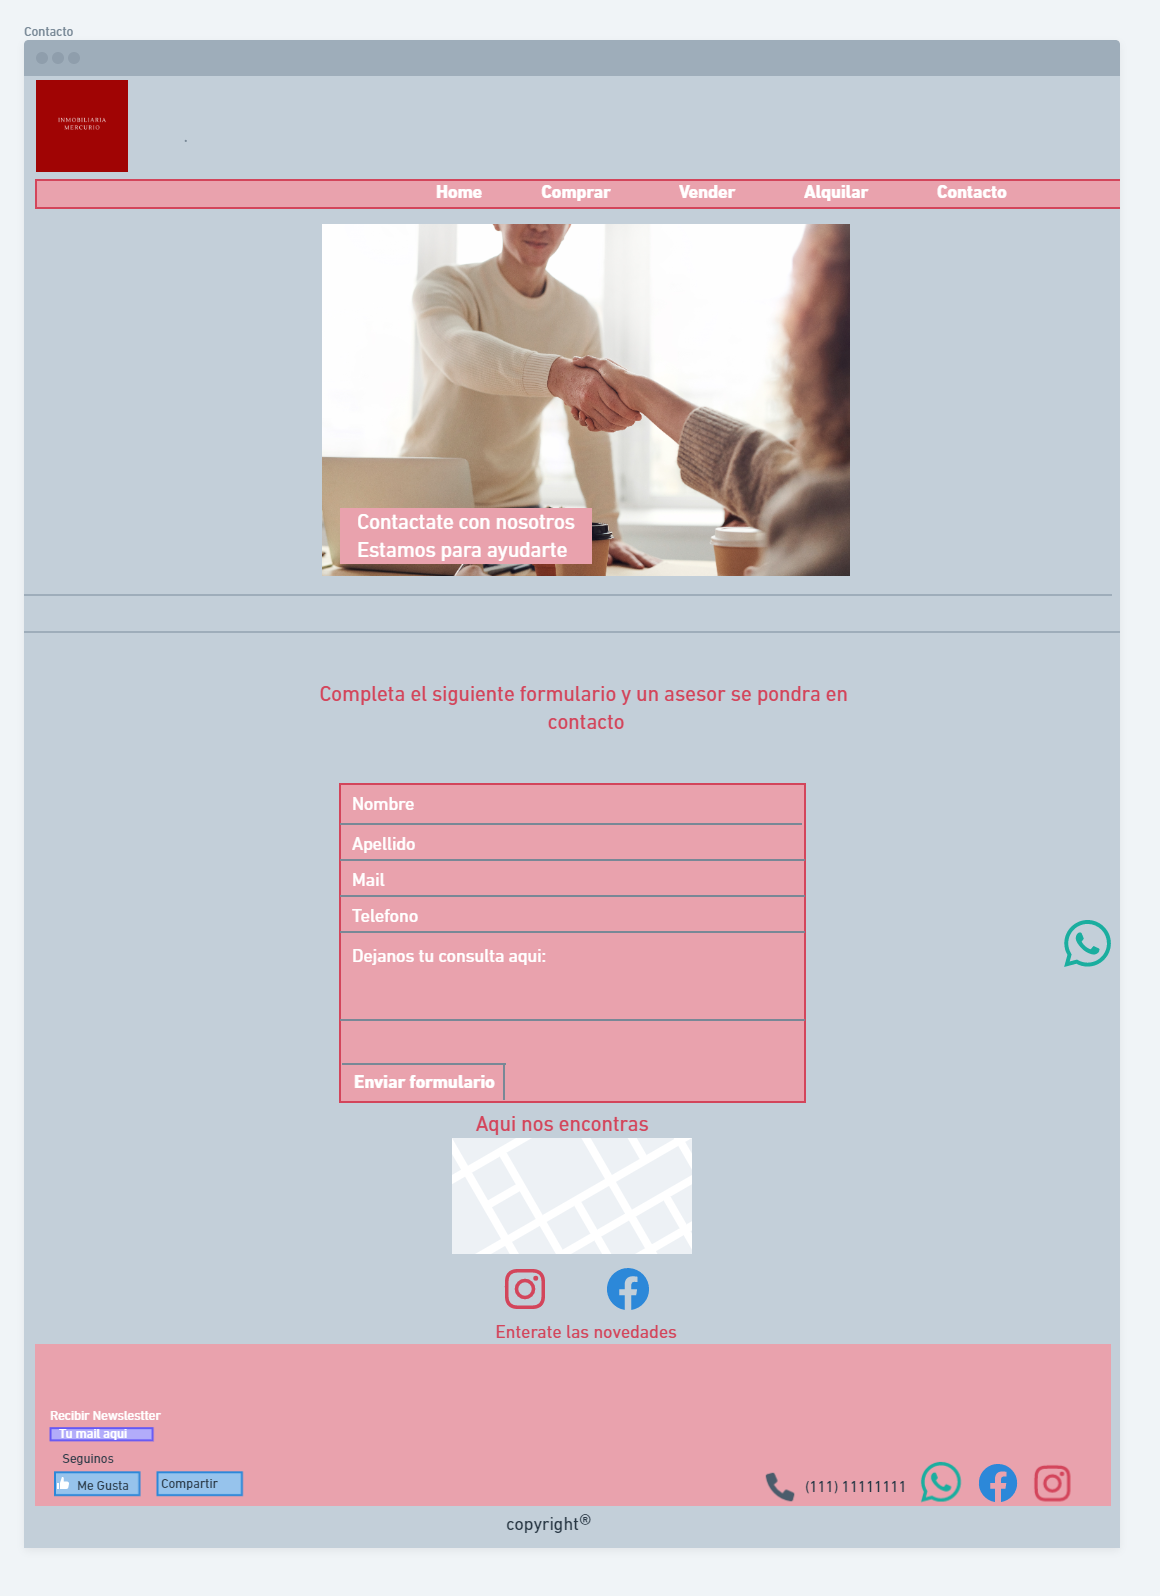 Contacto
INMOBILIARIA
MERCURIO
Home Comprar Vender Alquilar Contacto
Contactate con nosotros
Estamos para ayudarte
Completa el siguiente formulario y un asesor se pondra en
contacto
Nombre
Apellido
Mail
Telefono
Dejanos tu consulta aqui:
Enviar formulario
Aqui nos encontras
Enterate las novedades
Recibir Newslestter
Tu mail aqui
Seguinos
Me Gusta Compartir
(111) 11111111
copyright®